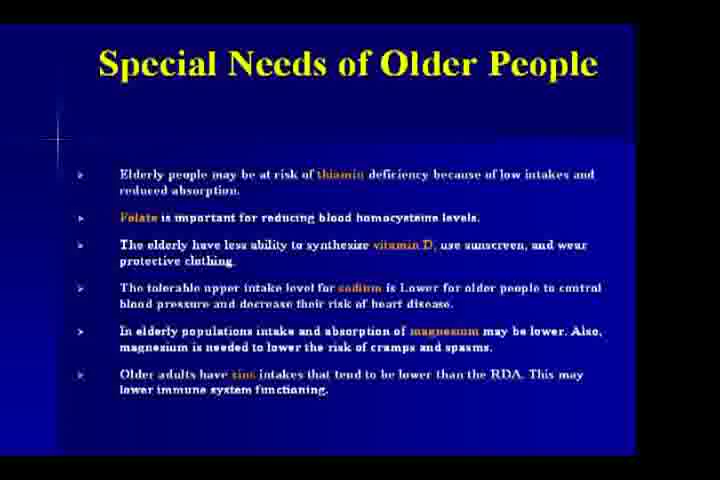 Special Needs of Older People
Elderly people may be at risk of thiamin deficiency because of low intakes and
reduced absorption.
Folate is important for reducing blood homocysteine levels.
The elderly have less ability to synthesize vitamin D, use sunscreen, and wear
protective clothing.
The tolerable upper intake level for sodium is Lower for older people to control
blood pressure and decrease their risk of heart disease.
In elderly populations intake and absorption of magnesium may be lower. Also,
magnesium is needed to lower the risk of cramps and spasms.
Older adults have zinc intakes that tend to be lower than the RDA. This may
lower immune system functioning.